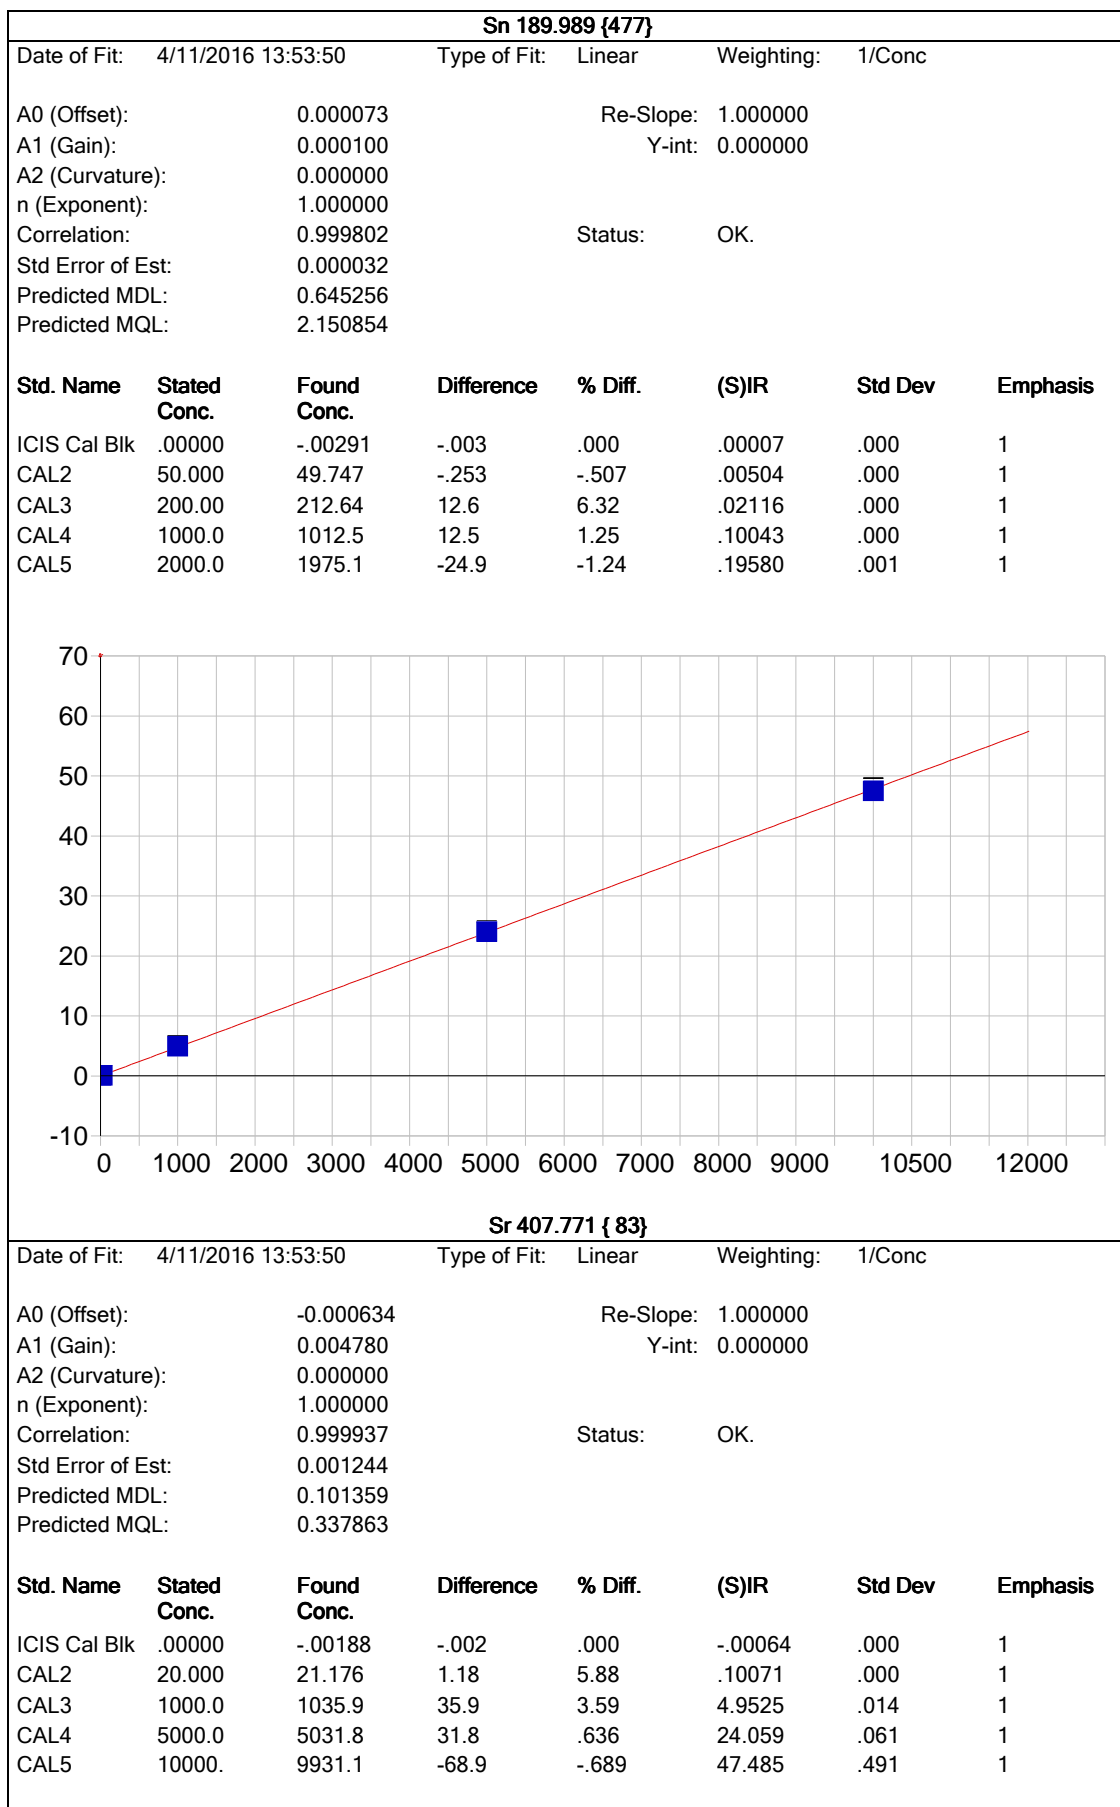 Sn 189.989 {477}
Date of Fit: 4/11/2016 13:53:50 Type of Fit: Linear Weighting: 1/Conc
A0 (Offset): 0.000073 Re-Slope: 1.000000
A1 (Gain): 0.000100 Y-int: 0.000000
A2 (Curvature): 0.000000
n (Exponent): 1.000000
Correlation: 0.999802 Status: OK.
Std Error of Est: 0.000032
Predicted MDL: 0.645256
Predicted MQL: 2.150854
Std. Name Stated Found Difference % Diff. (S)IR Std Dev Emphasis
Conc. Conc.
ICIS Cal Blk .00000 -.00291 -.003 .000 .00007 .000 1
CAL2 50.000 49.747 -.253 -.507 .00504 .000 1
CAL3 200.00 212.64 12.6 6.32 .02116 .000 1
CAL4 1000.0 1012.5 12.5 1.25 .10043 .000 1
CAL5 2000.0 1975.1 -24.9 -1.24 .19580 .001 1
70
60
50
40
30
20
10
0
-10
0 1000 2000 3000 4000 5000 6000 7000 8000 9000 10500 12000
Sr 407.771 { 83}
Date of Fit: 4/11/2016 13:53:50 Type of Fit: Linear Weighting: 1/Conc
A0 (Offset): -0.000634 Re-Slope: 1.000000
A1 (Gain): 0.004780 Y-int: 0.000000
A2 (Curvature): 0.000000
n (Exponent): 1.000000
Correlation: 0.999937 Status: OK.
Std Error of Est: 0.001244
Predicted MDL: 0.101359
Predicted MQL: 0.337863
Std. Name Stated Found Difference % Diff. (S)IR Std Dev Emphasis
Conc. Conc.
ICIS Cal Blk .00000 -.00188 -.002 .000 -.00064 .000 1
CAL2 20.000 21.176 1.18 5.88 .10071 .000 1
CAL3 1000.0 1035.9 35.9 3.59 4.9525 .014 1
CAL4 5000.0 5031.8 31.8 .636 24.059 .061 1
CAL5 10000. 9931.1 -68.9 -.689 47.485 .491 1